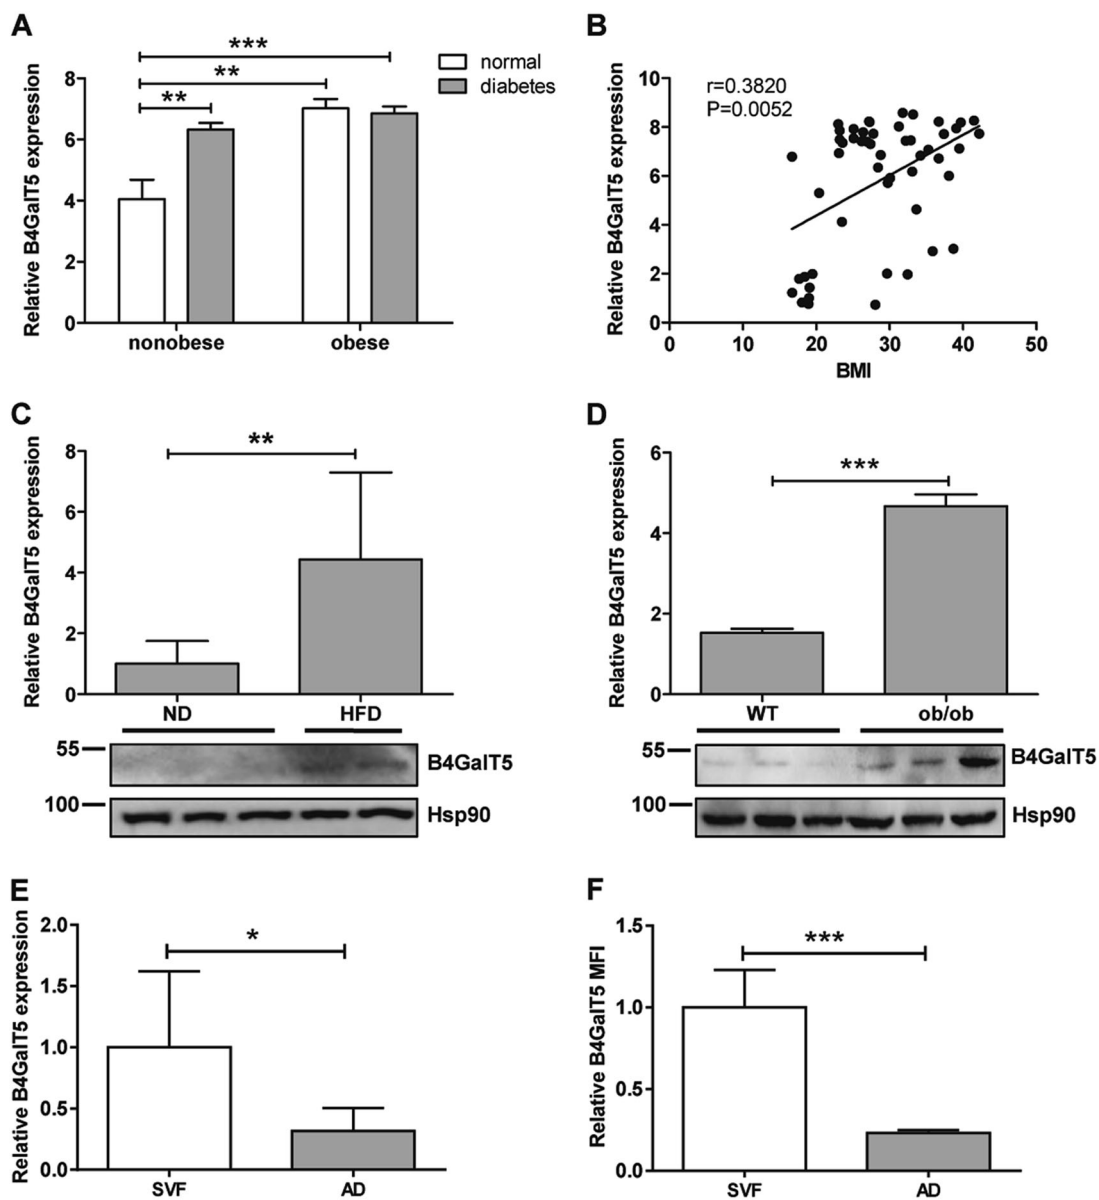 A
Relative B4GalT5 expression
8
6
4
2
0
***
**
**
normal
diabetes
nonobese
obese
B
Relative B4GalT5 expression
10
8
6
4
2
0
r=0.3820
P=0.0052
0 10 20 30 40 50
BMI
C
Relative B4GalT5 expression
8
6
4
2
0
**
ND HFD
55
B4GalT5
100
Hsp90
D
Relative B4GalT5 expression
6
4
2
0
***
WT ob/ob
55
B4GalT5
100
Hsp90
E
Relative B4GalT5 expression
2.0
1.5
1.0
0.5
0.0
*
SVF AD
F
Relative B4GalT5 MFI
1.5
1.0
0.5
0.0
***
SVF AD